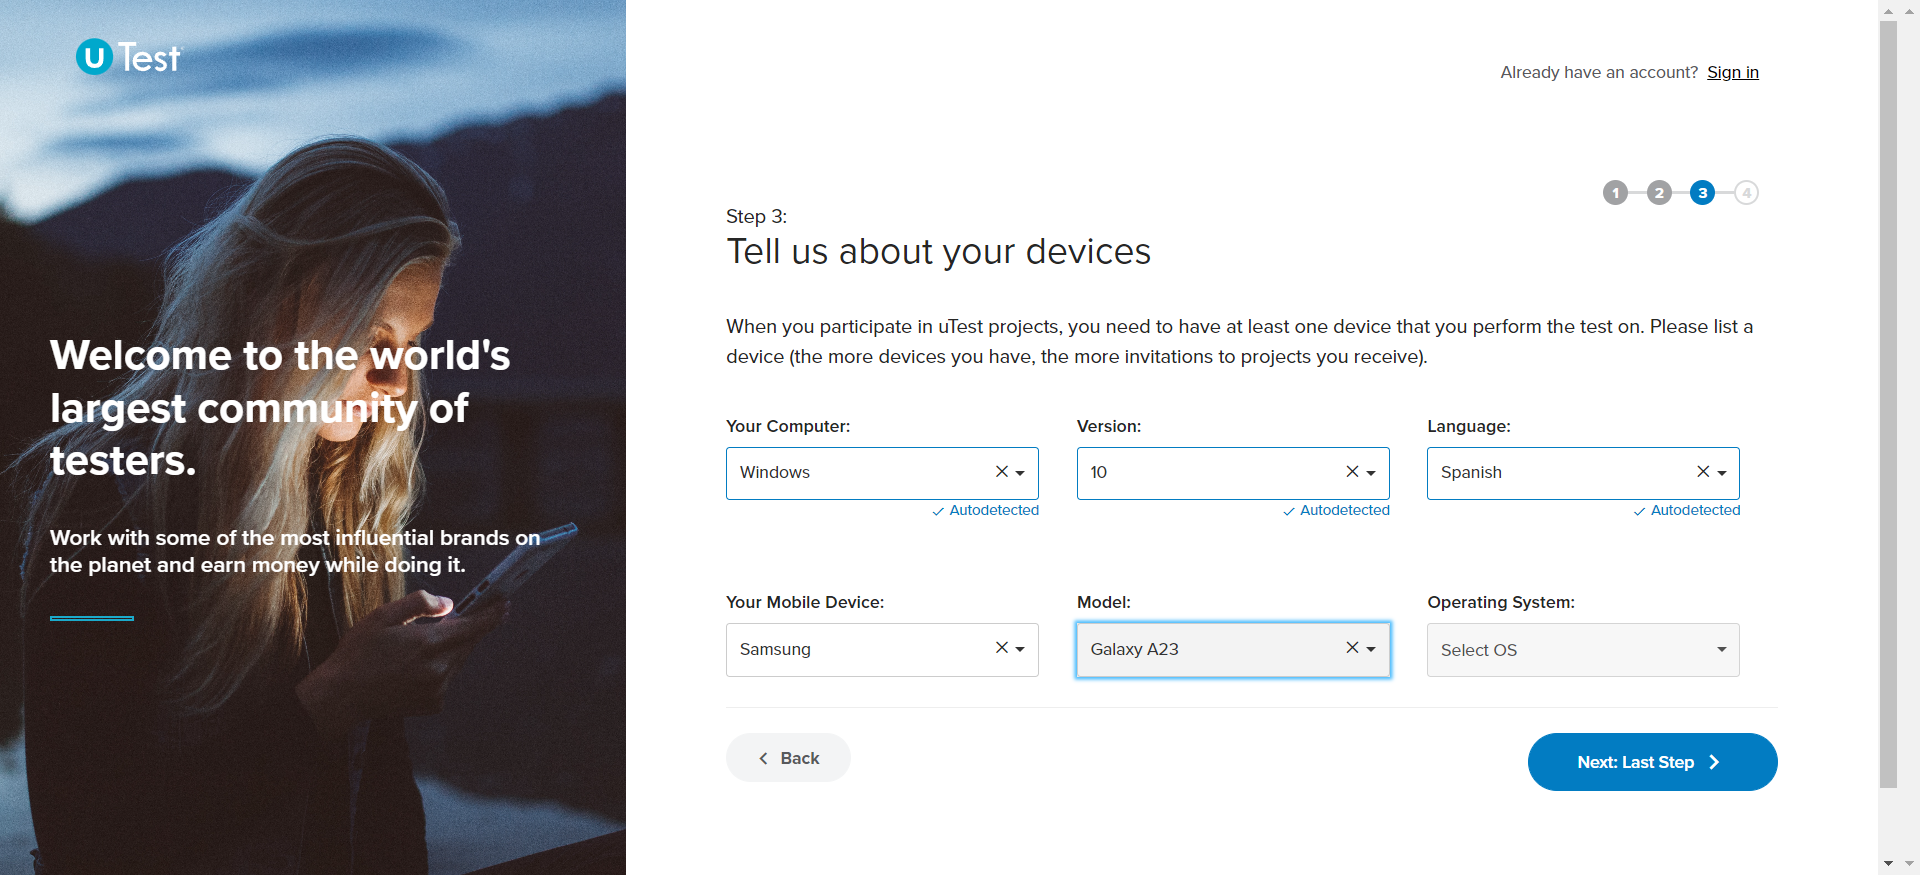 U Test
Already have an account? Sign in
1 2 3 4
Step 3:
Tell us about your devices
When you participate in uTest projects, you need to have at least one device that you perform the test on. Please list a
device (the more devices you have, the more invitations to projects you receive).
Welcome to the world's
largest community of
testers.
Work with some of the most influential brands on
the planet and earn money while doing it.
Your Computer: Version: Language:
Windows 10 Spanish
Autodetected Autodetected Autodetected
Your Mobile Device: Model: Operating System:
Samsung Galaxy A23 Select OS
Back Next: Last Step